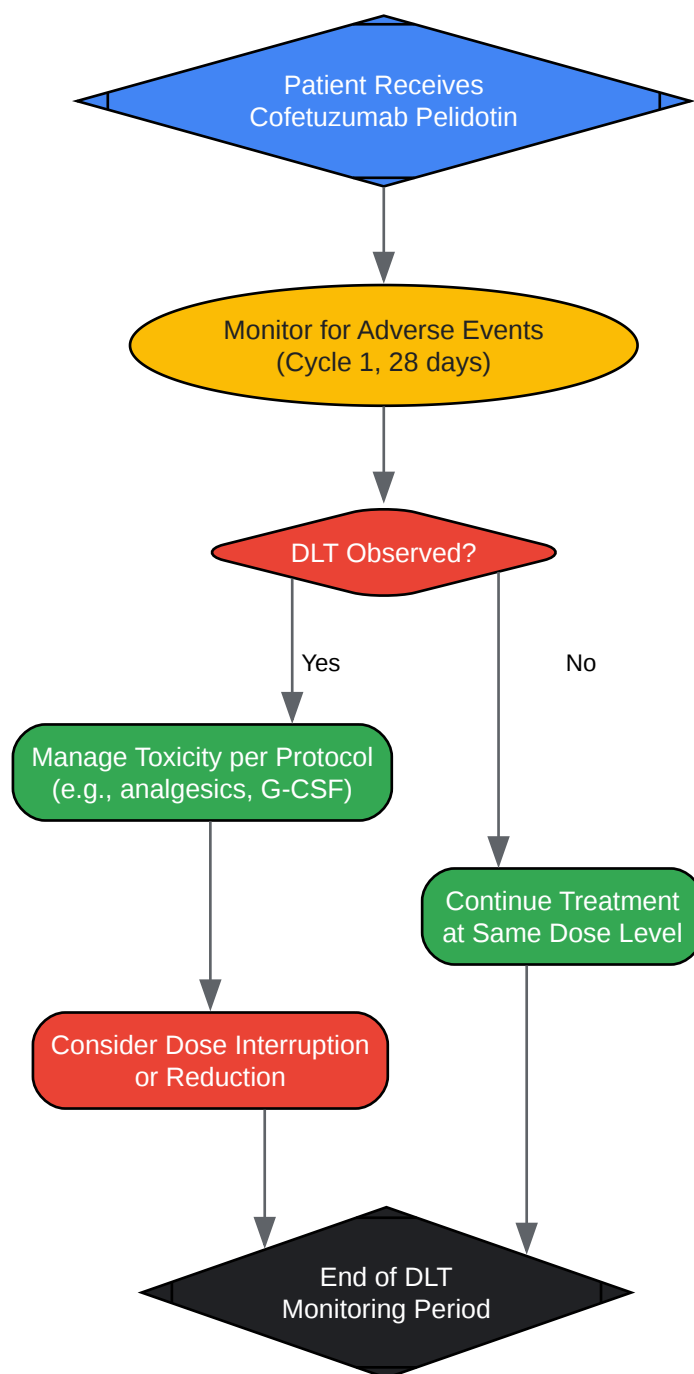 Patient Receives
Cofetuzumab Pelidotin
Monitor for Adverse Events
(Cycle 1, 28 days)
DLT Observed?
Yes
No
Manage Toxicity per Protocol
(e.g., analgesics, G-CSF)
Continue Treatment
at Same Dose Level
Consider Dose Interruption
or Reduction
End of DLT
Monitoring Period